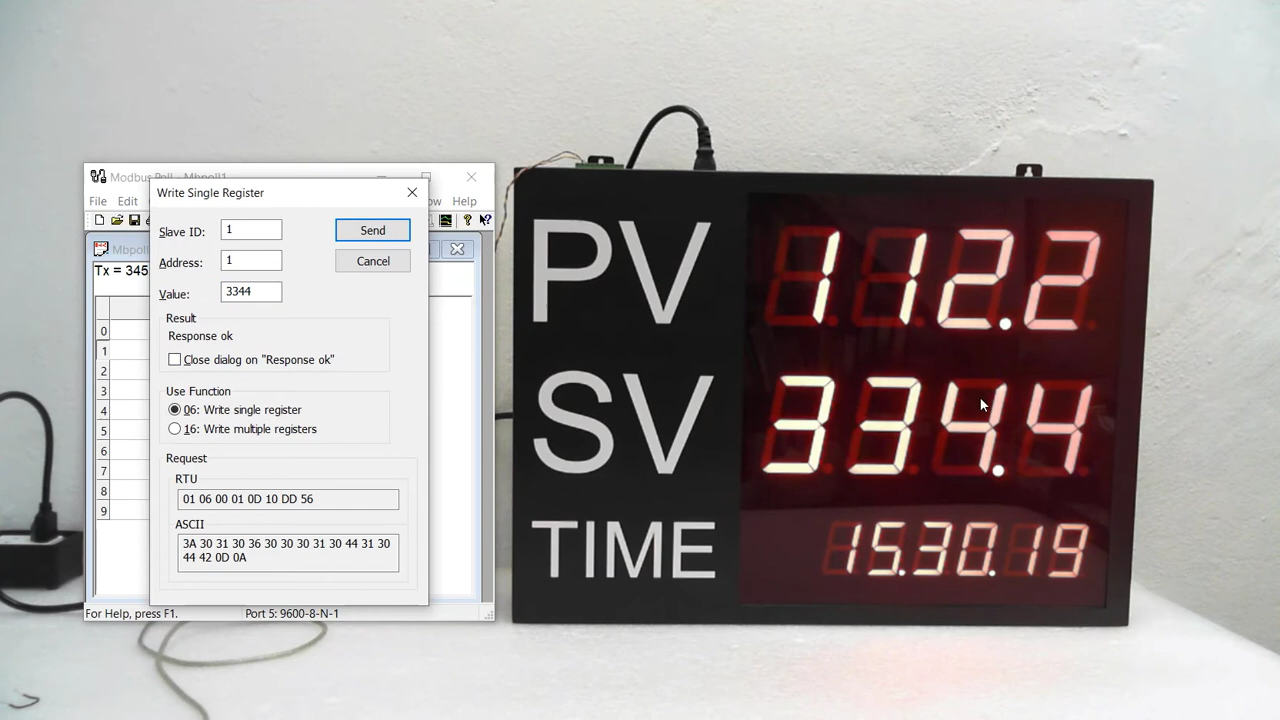 Modbus Poll - Mbpoll1
File Edit
ow Help
Mbpoll
Tx = 345
0
1
2
3
4
5
6
7
8
9
Write Single Register
Slave ID: 1
Send
Address: 1
Cancel
Value: 3344
Result
Response ok
Close dialog on "Response ok"
Use Function
06: Write single register
16: Write multiple registers
Request
RTU
01 06 00 01 0D 10 DD 56
ASCII
3A 30 31 30 36 30 30 30 31 30 44 31 30
44 42 0D 0A
For Help, press F1.
Port 5: 9600-8-N-1
PV 112.2
SV 334.4
TIME 15.30.19